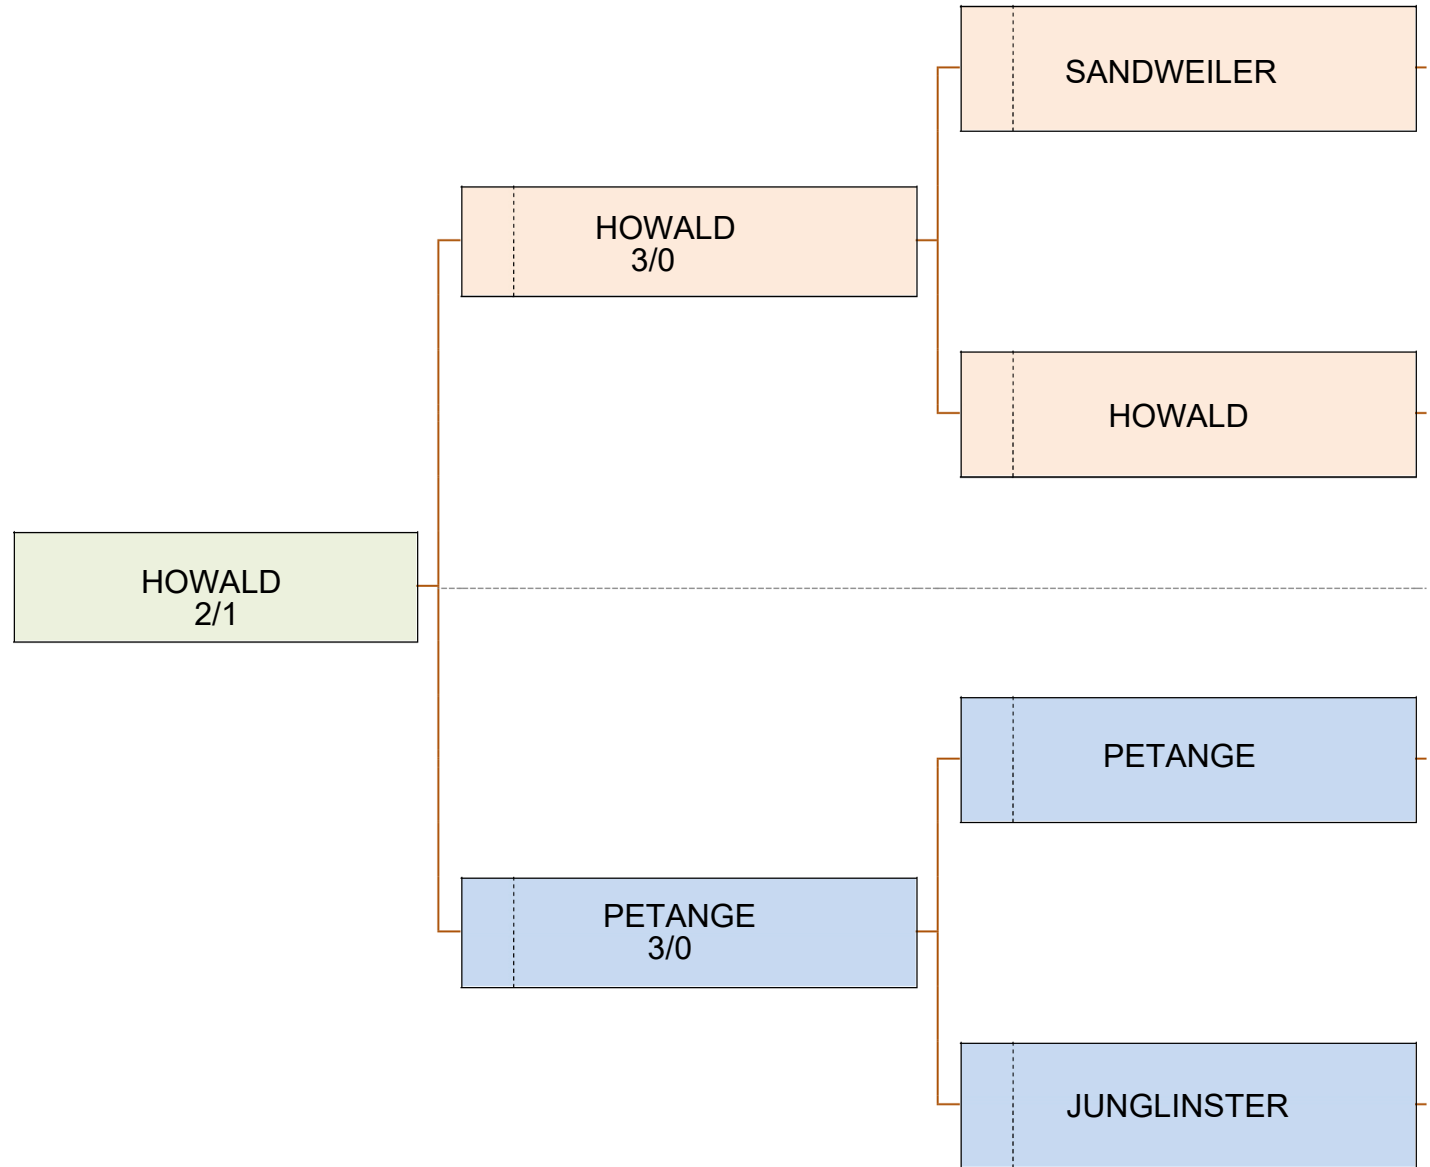 SANDWEILER
HOWALD
3/0
HOWALD
HOWALD
2/1
PETANGE
PETANGE
3/0
JUNGLINSTER